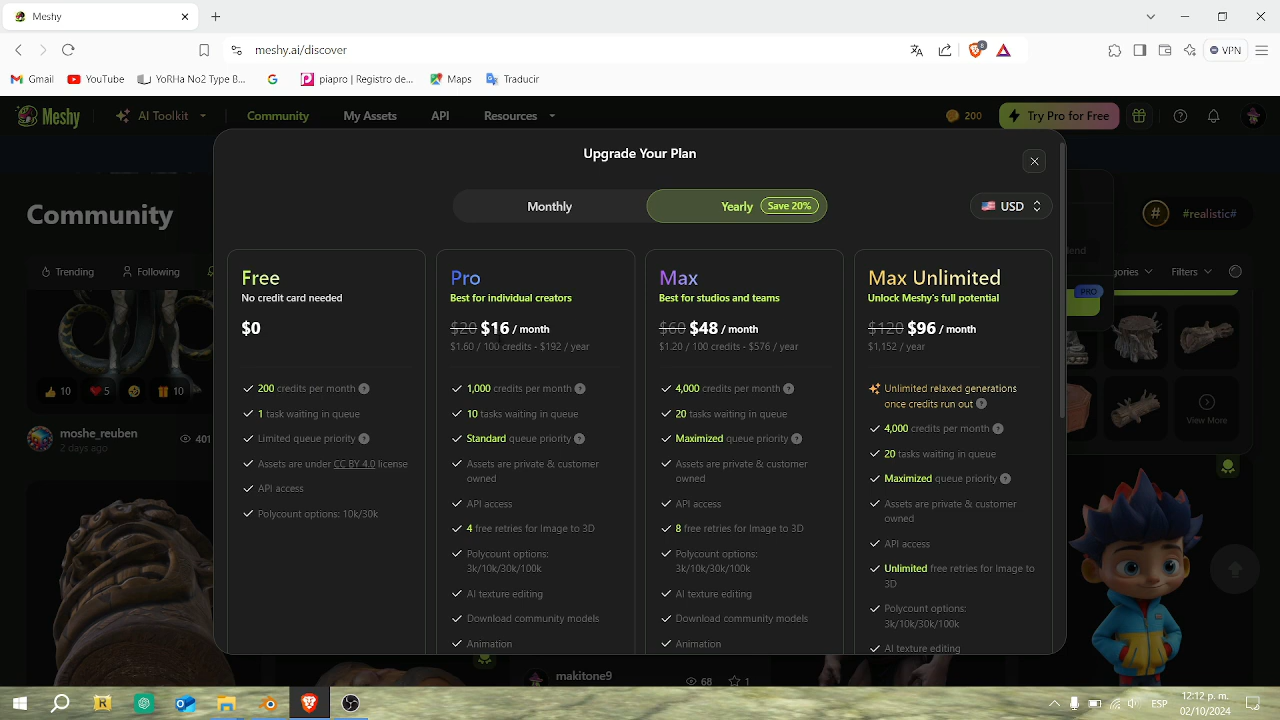 Meshy
meshy.ai/discover
8
VPN
Gmail
YouTube
YoRHa No2 Type B...
piapro | Registro de...
Maps
Traducir
Meshy
AI Toolkit
Community
My Assets
API
Resources
200
Try Pro for Free
Upgrade Your Plan
Monthly
Yearly
Save 20%
USD
Community
# #realistic#
Trending
Following
Filters
PRO
View More
Free
No credit card needed
$0
200 credits per month
1 task waiting in queue
Limited queue priority
Assets are under CC BY 4.0 license
API access
Polycount options: 10k/30k
Pro
Best for individual creators
$20 $16 / month
$1.60 / 100 credits - $192 / year
1,000 credits per month
10 tasks waiting in queue
Standard queue priority
Assets are private & customer
owned
API access
4 free retries for Image to 3D
Polycount options:
3k/10k/30k/100k
AI texture editing
Download community models
Animation
Max
Best for studios and teams
$60 $48 / month
$1.20 / 100 credits - $576 / year
4,000 credits per month
20 tasks waiting in queue
Maximized queue priority
Assets are private & customer
owned
API access
8 free retries for Image to 3D
Polycount options:
3k/10k/30k/100k
AI texture editing
Download community models
Animation
Max Unlimited
Unlock Meshy's full potential
$120 $96 / month
$1,152 / year
Unlimited relaxed generations
once credits run out
4,000 credits per month
20 tasks waiting in queue
Maximized queue priority
Assets are private & customer
owned
API access
Unlimited free retries for Image to
3D
Polycount options:
3k/10k/30k/100k
AI texture editing
10
5
10
moshe_reuben
401
2 days ago
makitone9
68
1
ESP
12:12 p. m.
02/10/2024